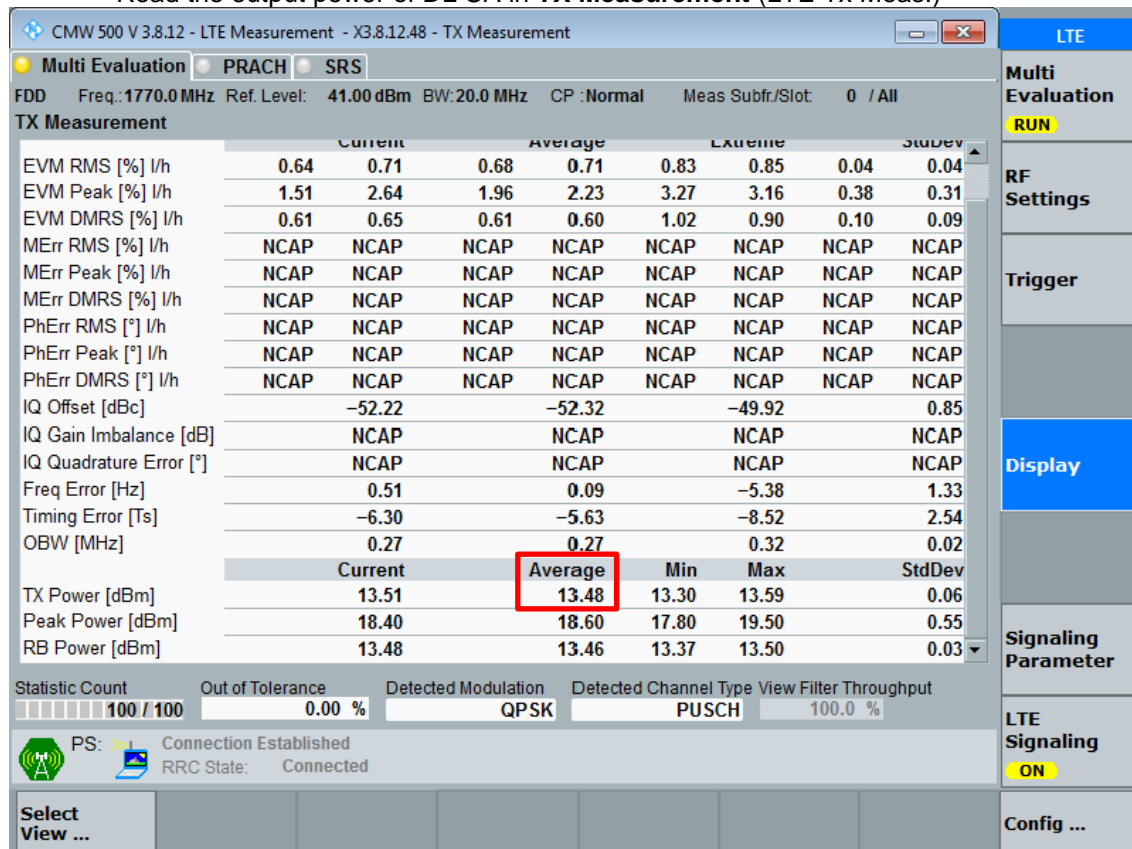 Read the output power of DL CA in TX Measurement (LTE Tx Meas.)
CMW 500 V 3.8.12 - LTE Measurement - X3.8.12.48 - TX Measurement
LTE
Multi Evaluation PRACH SRS
FDD Freq.: 1770.0 MHz Ref. Level: 41.00 dBm BW: 20.0 MHz CP : Normal Meas Subfr./Slot: 0 / All
TX Measurement
Current Average Extreme StdDev
EVM RMS [%] l/h 0.64 0.71 0.68 0.71 0.83 0.85 0.04 0.04
EVM Peak [%] l/h 1.51 2.64 1.96 2.23 3.27 3.16 0.38 0.31
EVM DMRS [%] l/h 0.61 0.65 0.61 0.60 1.02 0.90 0.10 0.09
MErr RMS [%] l/h NCAP NCAP NCAP NCAP NCAP NCAP NCAP NCAP
MErr Peak [%] l/h NCAP NCAP NCAP NCAP NCAP NCAP NCAP NCAP
MErr DMRS [%] l/h NCAP NCAP NCAP NCAP NCAP NCAP NCAP NCAP
PhErr RMS [°] l/h NCAP NCAP NCAP NCAP NCAP NCAP NCAP NCAP
PhErr Peak [°] l/h NCAP NCAP NCAP NCAP NCAP NCAP NCAP NCAP
PhErr DMRS [°] l/h NCAP NCAP NCAP NCAP NCAP NCAP NCAP NCAP
IQ Offset [dBc] −52.22 −52.32 −49.92 0.85
IQ Gain Imbalance [dB] NCAP NCAP NCAP NCAP
IQ Quadrature Error [°] NCAP NCAP NCAP NCAP
Freq Error [Hz] 0.51 0.09 −5.38 1.33
Timing Error [Ts] −6.30 −5.63 −8.52 2.54
OBW [MHz] 0.27 0.27 0.32 0.02
Current Average Min Max StdDev
TX Power [dBm] 13.51 13.48 13.30 13.59 0.06
Peak Power [dBm] 18.40 18.60 17.80 19.50 0.55
RB Power [dBm] 13.48 13.46 13.37 13.50 0.03
Statistic Count Out of Tolerance Detected Modulation Detected Channel Type View Filter Throughput
100 / 100 0.00 % QPSK PUSCH 100.0 %
PS: Connection Established
RRC State: Connected
Select
View ...
Multi
Evaluation
RUN
RF
Settings
Trigger
Display
Signaling
Parameter
LTE
Signaling
ON
Config ...